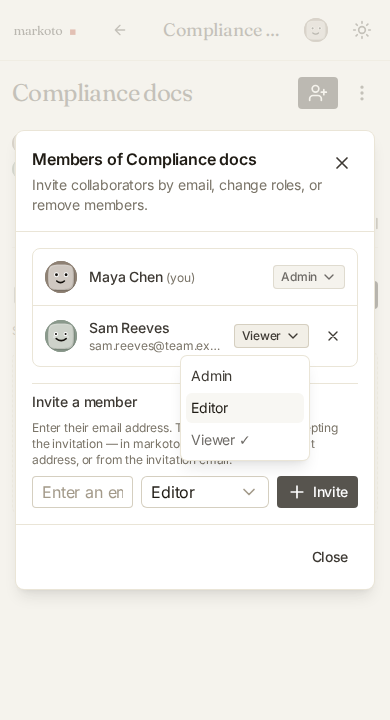 markoto
Compliance ...
Compliance docs
Members of Compliance docs
Invite collaborators by email, change roles, or
remove members.
Maya Chen (you)
Admin
Sam Reeves
sam.reeves@team.ex...
Viewer
Admin
Editor
Viewer ✓
Invite a member
Enter their email address. T
pting
the invitation — in markoto
t
address, or from the invitation email.
Enter an em
Editor
Invite
Close